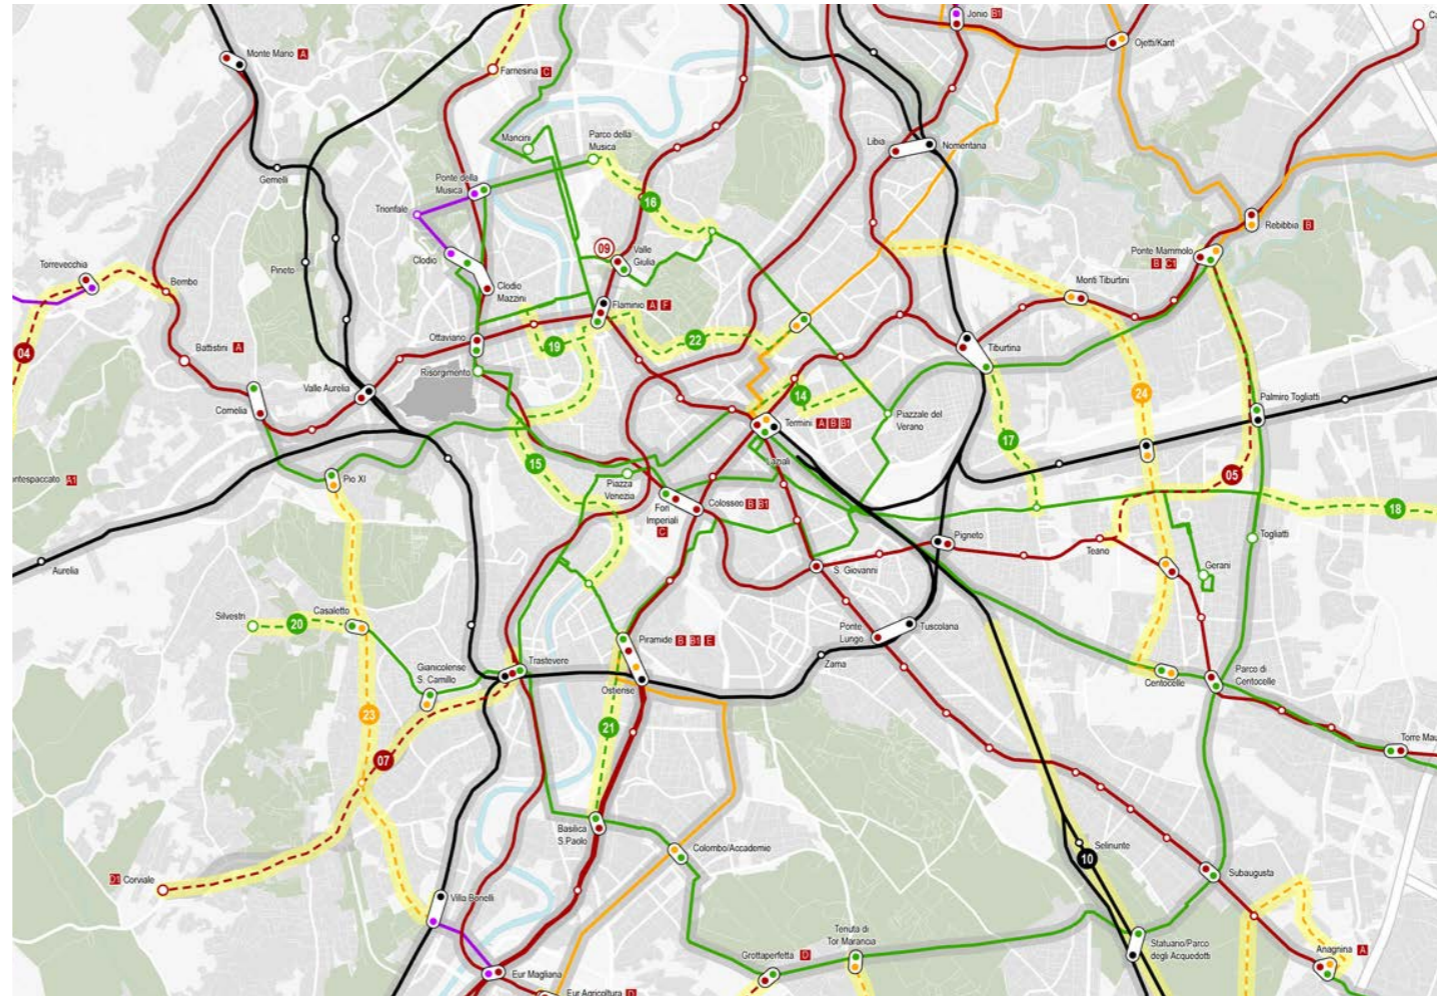 Jonio B1
Ojetti/Kant
Monte Mario A
Farnesina C
Mancini
Parco della
Musica
Libia
Nomentana
Gemelli
Ponte della
Musica
Trionfale
16
Rebibbia B
09
Valle
Giulia
Ponte Mammolo
B C1
Clodio
Torrevecchia
Pineto
Bembo
Clodio
Mazzini
Monti Tiburtini
Flaminio A F
04
Ottaviano
19
22
Tiburtina
Battistini A
Risorgimento
Valle Aurelia
Cornelia
14
24
Palmiro Togliatti
Termini A B B1
Piazzale del
Verano
17
15
Laziali
05
Pio XI
Piazza
Venezia
Colosseo B B1
Fori
Imperiali
C
18
Pigneto
Togliatti
Teano
Aurelia
S. Giovanni
Gerani
Silvestri
Casaletto
20
Ponte
Lungo
Tuscolana
Piramide B B1 E
Zama
Gianicolense
S. Camillo
Trastevere
Ostiense
Centocelle
Parco di
Centocelle
23
21
07
Basilica
S.Paolo
Colombo/Accademie
10
Selinunte
Subaugusta
D1 Corviale
Villa Bonelli
Tenuta di
Tor Marancia
Statuario/Parco
degli Acquedotti
Anagnina A
Grottaperfetta D
Eur Magliana
Eur Agricoltura D